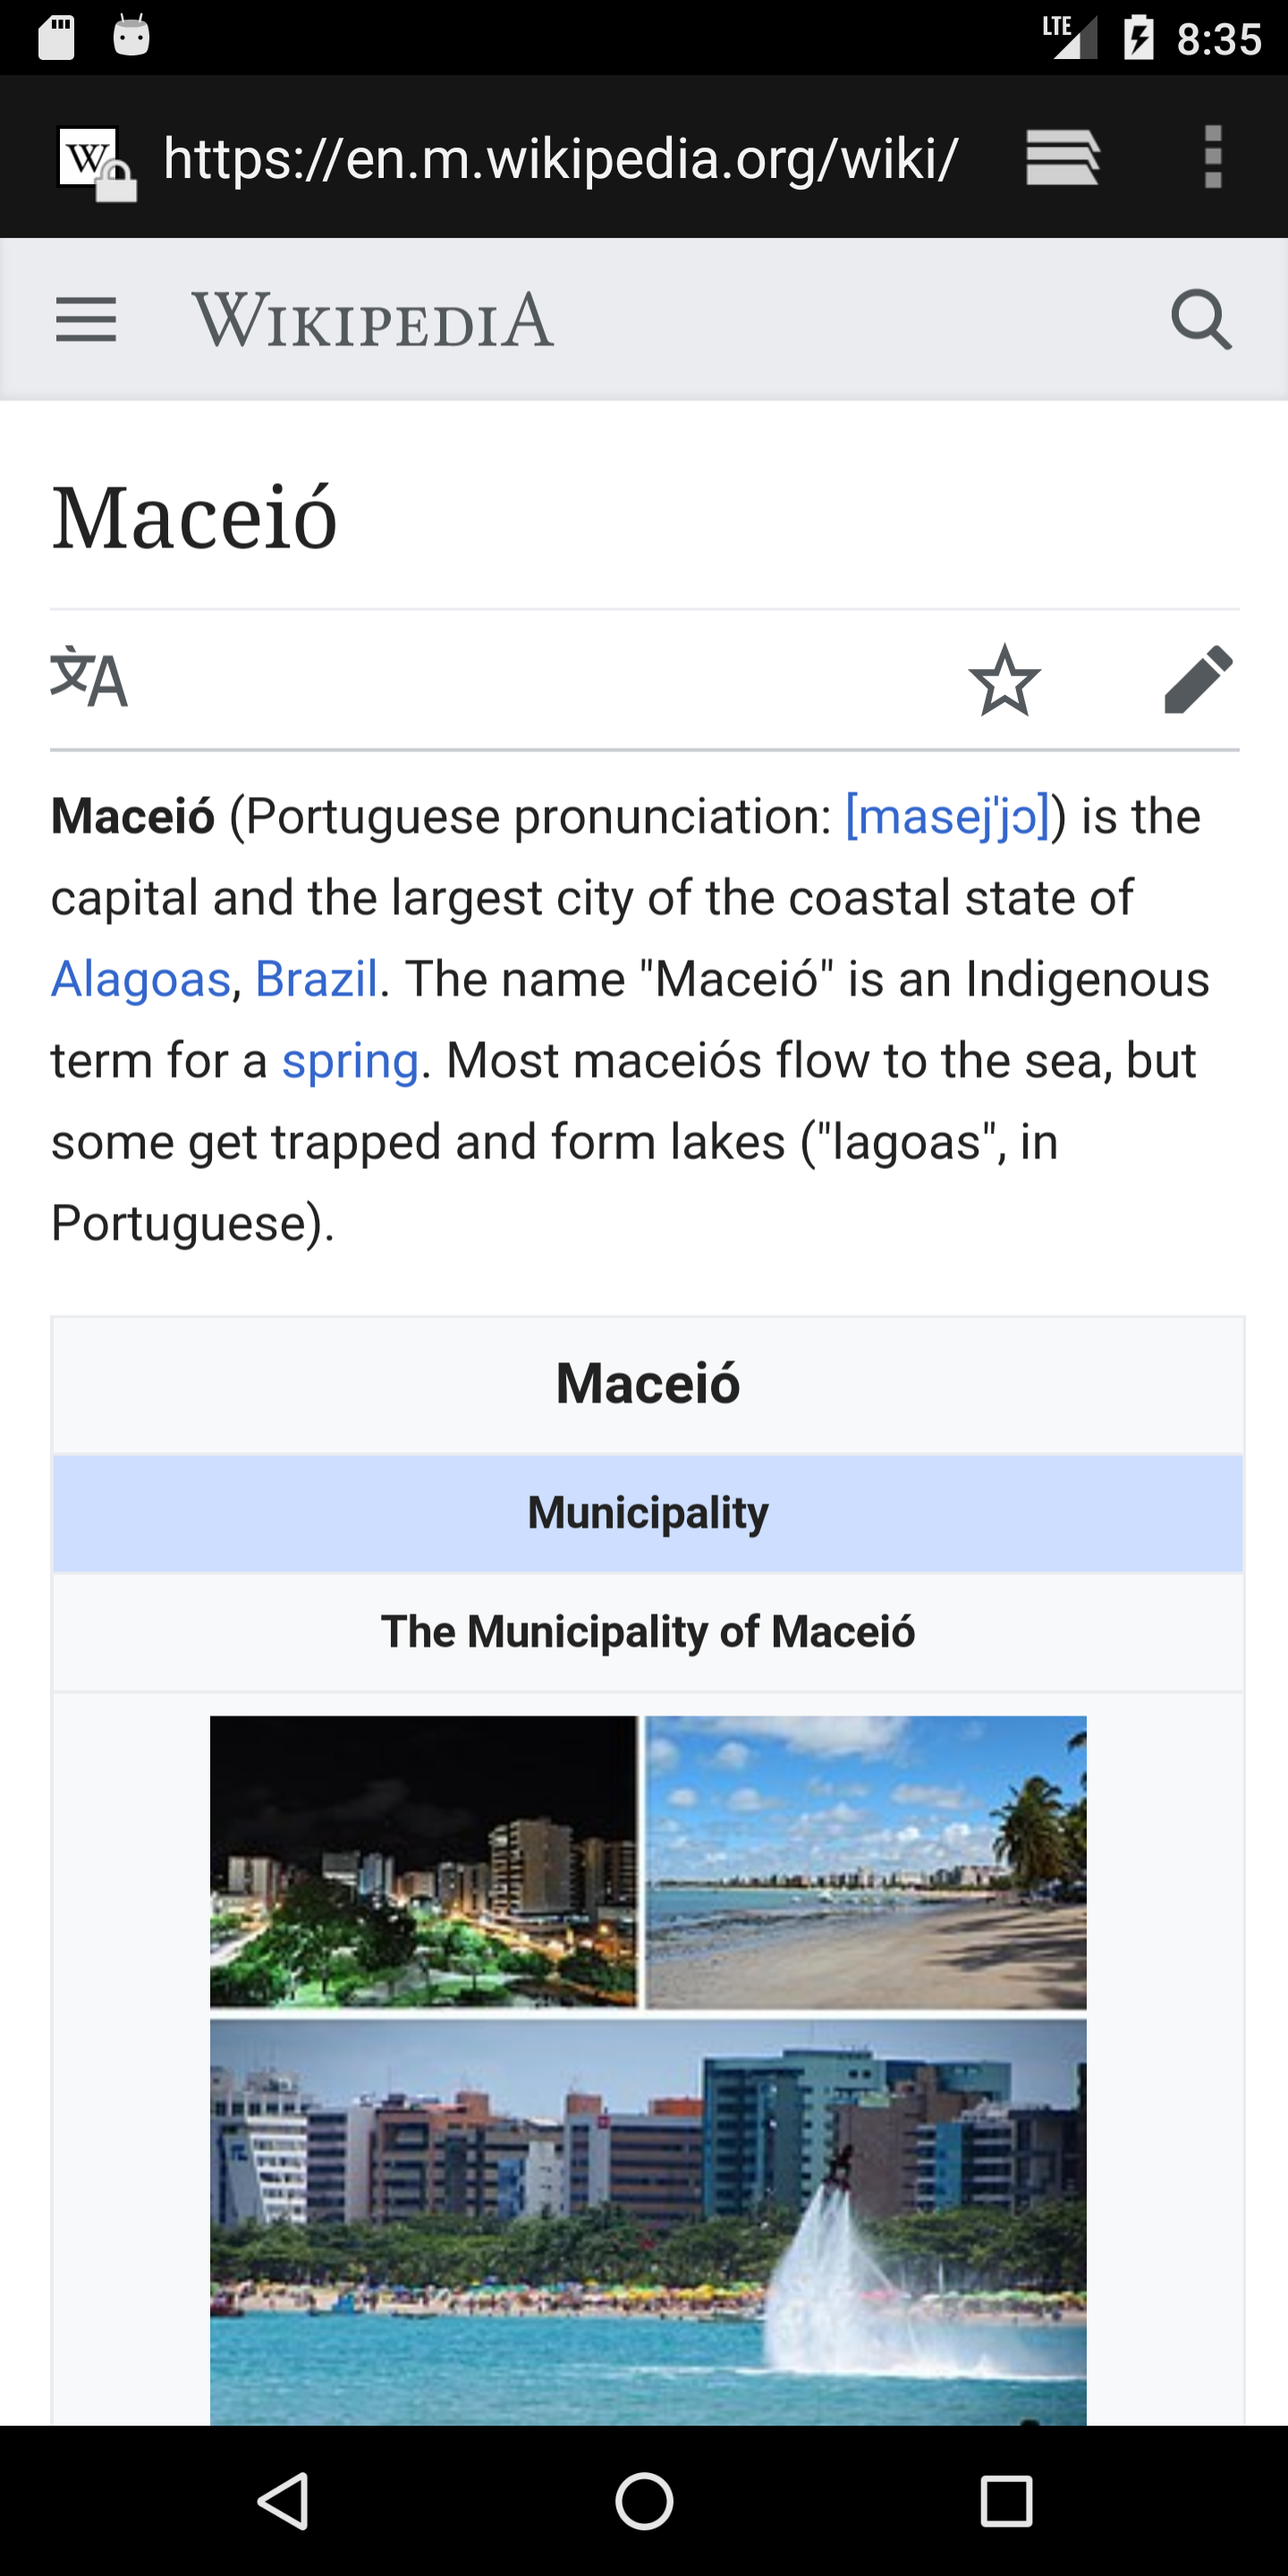 LTE 8:35
W https://en.m.wikipedia.org/wiki/
WIKIPEDIA
Maceió
文A
Maceió (Portuguese pronunciation: [masejˈjɔ]) is the
capital and the largest city of the coastal state of
Alagoas, Brazil. The name "Maceió" is an Indigenous
term for a spring. Most maceiós flow to the sea, but
some get trapped and form lakes ("lagoas", in
Portuguese).
Maceió
Municipality
The Municipality of Maceió